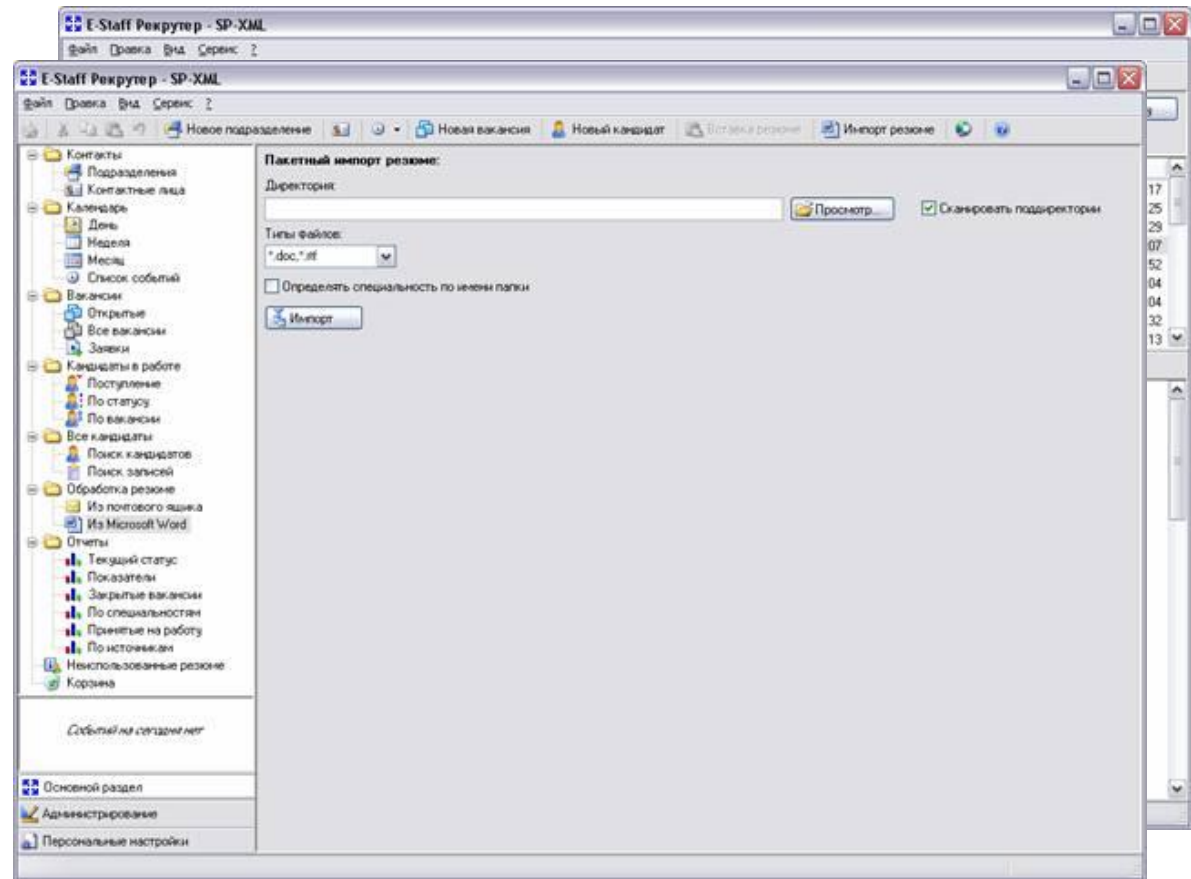 E-Staff Рекрутер - SP-XML
Файл Правка Вид Сервис ?
E-Staff Рекрутер - SP-XML
Файл Правка Вид Сервис ?
Новое подразделение Новая вакансия Новый кандидат Вставка резюме Импорт резюме
Контакты
Подразделения
Контактные лица
Календарь
День
Неделя
Месяц
Список событий
Вакансии
Открытые
Все вакансии
Заявки
Кандидаты в работе
Поступление
По статусу
По вакансии
Все кандидаты
Поиск кандидатов
Поиск записей
Обработка резюме
Из почтового ящика
Из Microsoft Word
Отчеты
Текущий статус
Показатели
Закрытые вакансии
По специальностям
Принятые на работу
По источникам
Неиспользованные резюме
Корзина
Событий на сегодня нет
Основной раздел
Администрирование
Персональные настройки
Пакетный импорт резюме:
Директория:
Просмотр... Сканировать поддиректории
Типы файлов:
*.doc,*.rtf
Определять специальность по имени папки
Импорт
17
25
29
07
52
04
04
32
13